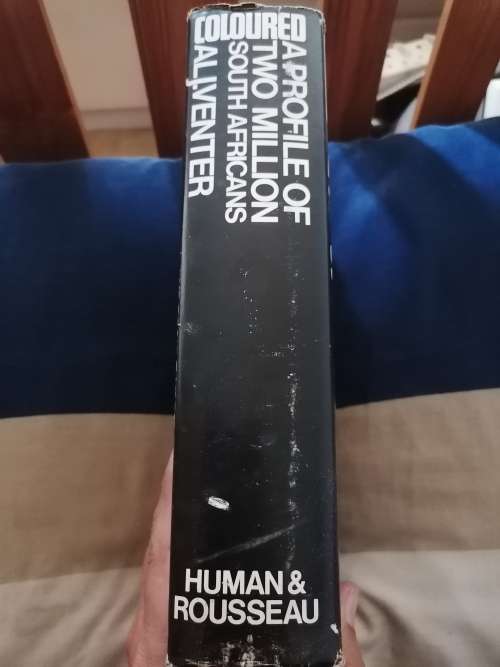 COLOURED
A PROFILE OF
TWO MILLION
SOUTH AFRICANS
AL J VENTER
HUMAN &
ROUSSEAU